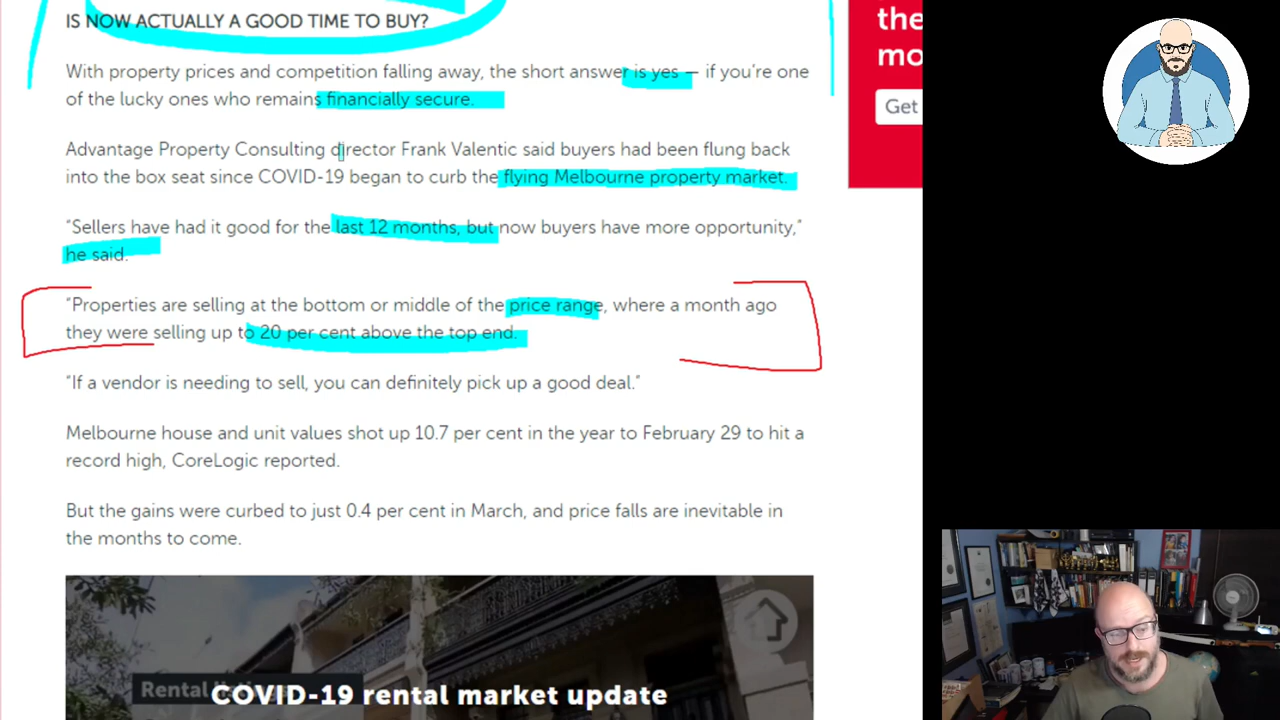 IS NOW ACTUALLY A GOOD TIME TO BUY?
With property prices and competition falling away, the short answer is yes — if you’re one
of the lucky ones who remains financially secure.
Advantage Property Consulting director Frank Valentic said buyers had been flung back
into the box seat since COVID-19 began to curb the flying Melbourne property market.
“Sellers have had it good for the last 12 months, but now buyers have more opportunity,”
he said.
“Properties are selling at the bottom or middle of the price range, where a month ago
they were selling up to 20 per cent above the top end.
“If a vendor is needing to sell, you can definitely pick up a good deal.”
Melbourne house and unit values shot up 10.7 per cent in the year to February 29 to hit a
record high, CoreLogic reported.
But the gains were curbed to just 0.4 per cent in March, and price falls are inevitable in
the months to come.
Rental
COVID-19 rental market update
the
mo
Get